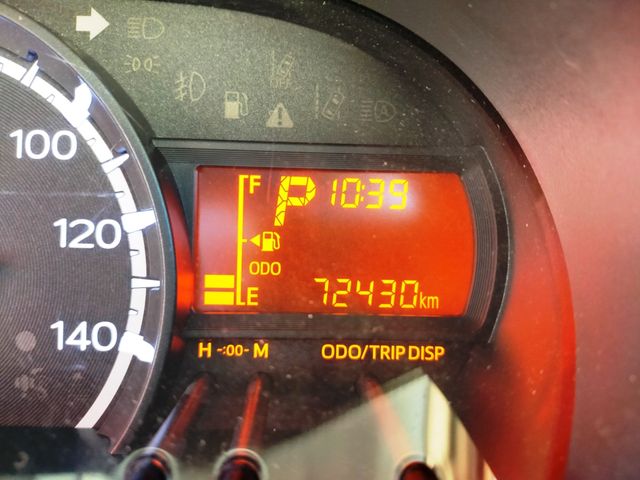 100
120
140
F
P 10:39
ODO
E 72430km
H -:00- M ODO/TRIP DISP